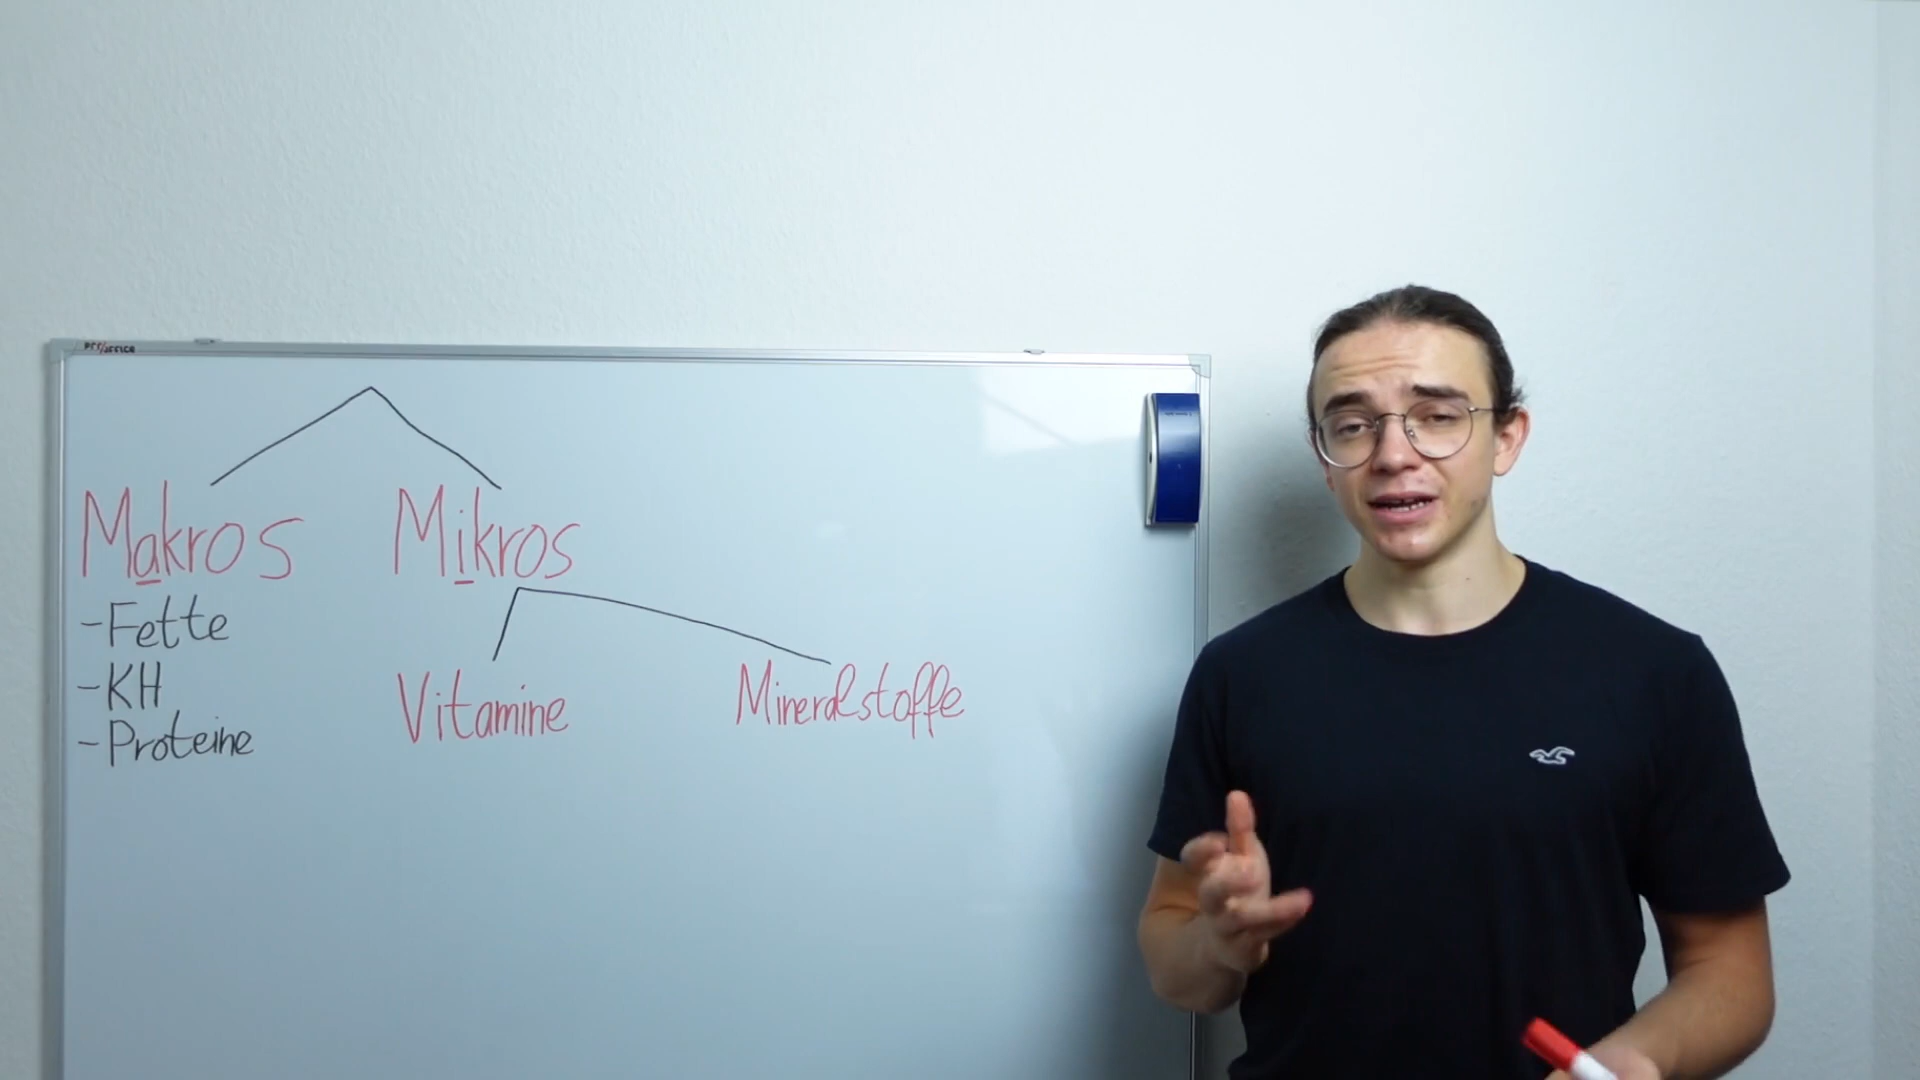 Makros
Mikros
-Fette
-KH
-Proteine
Vitamine
Mineralstoffe